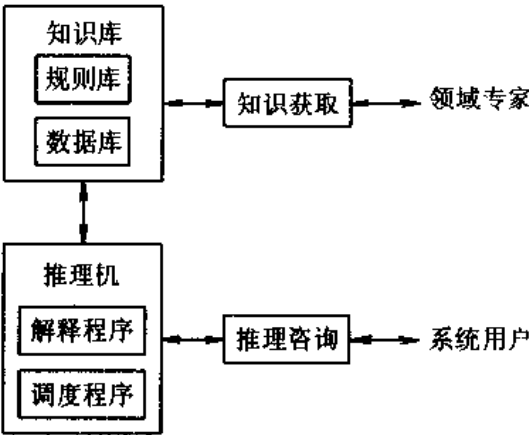 知识库
规则库
数据库
知识获取
领域专家
推理机
解释程序
调度程序
推理咨询
系统用户